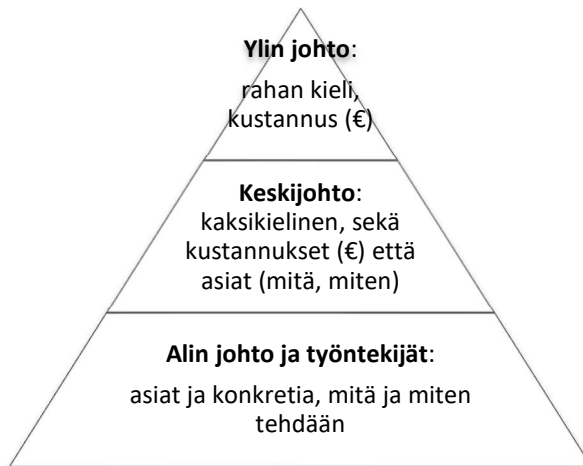 Ylin johto:
rahan kieli,
kustannus (€)
Keskijohto:
kaksikielinen, sekä
kustannukset (€) että
asiat (mitä, miten)
Alin johto ja työntekijät:
asiat ja konkretia, mitä ja miten
tehdään